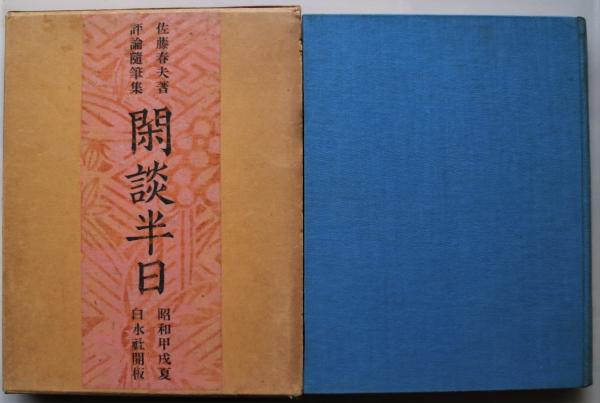 佐藤春夫著
評論隨筆集
閑談半日
昭和甲戌夏
白水社開板